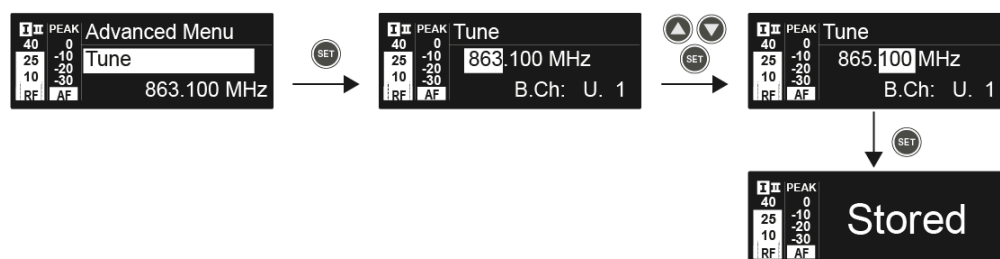 I II PEAK Advanced Menu
40 0
25 -10 Tune
-20
10 -30
RF AF 863.100 MHz
SET
I II PEAK Tune
40 0
25 -10 863.100 MHz
-20
10 -30
RF AF B.Ch: U. 1
SET
I II PEAK Tune
40 0
25 -10 865.100 MHz
-20
10 -30
RF AF B.Ch: U. 1
SET
I II PEAK
40 0
25 -10 Stored
-20
10 -30
RF AF